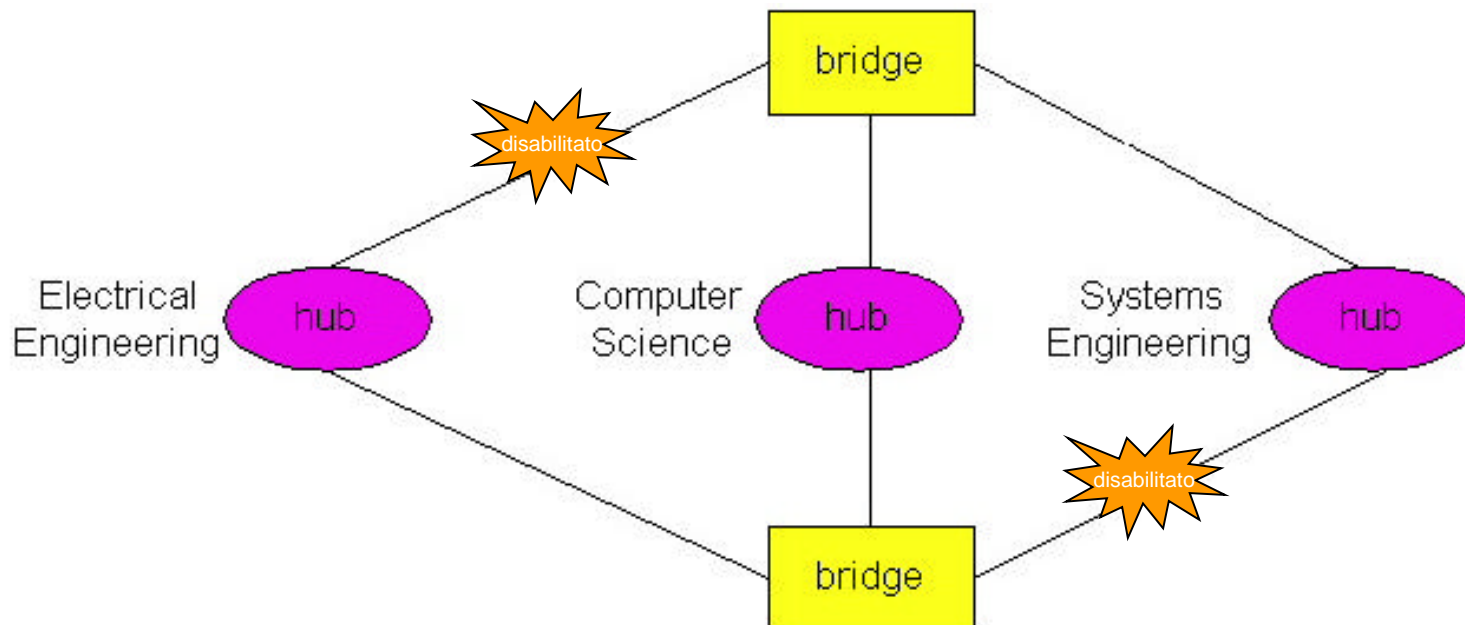 bridge
disabilitato
Electrical
Engineering
hub
Computer
Science
hub
Systems
Engineering
hub
disabilitato
bridge